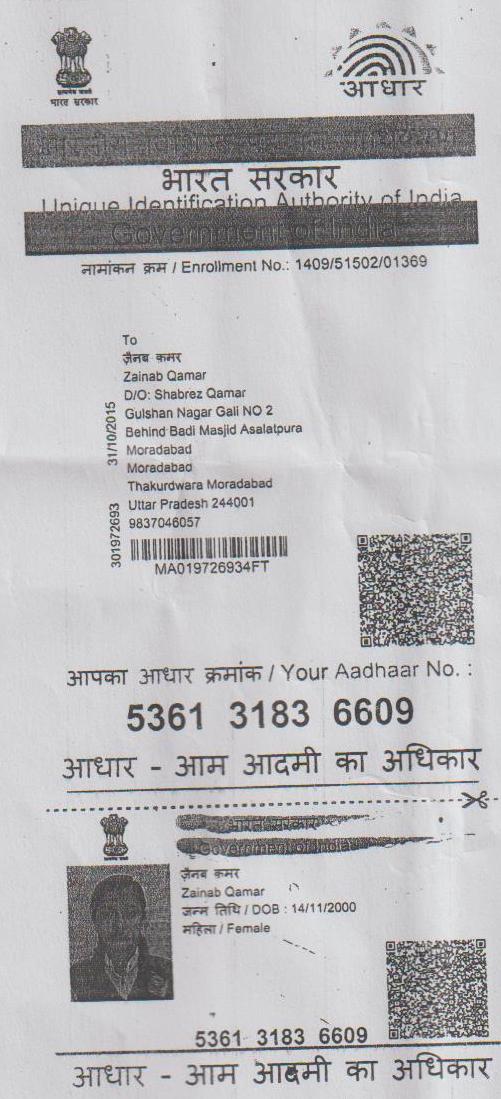 भारत सरकार
आधार
भारत सरकार
Unique Identification Authority of India
Government of India
नामांकन क्रम / Enrollment No.: 1409/51502/01369
To
ज़ैनब क़मर
Zainab Qamar
D/O: Shabrez Qamar
Gulshan Nagar Gali NO 2
Behind Badi Masjid Asalatpura
Moradabad
Moradabad
Thakurdwara Moradabad
Uttar Pradesh 244001
9837046057
31/10/2015
301972693
MA019726934FT
आपका आधार क्रमांक / Your Aadhaar No. :
5361 3183 6609
आधार - आम आदमी का अधिकार
भारत सरकार
Government of India
ज़ैनब क़मर
Zainab Qamar
जन्म तिथि / DOB : 14/11/2000
महिला / Female
5361 3183 6609
आधार - आम आदमी का अधिकार